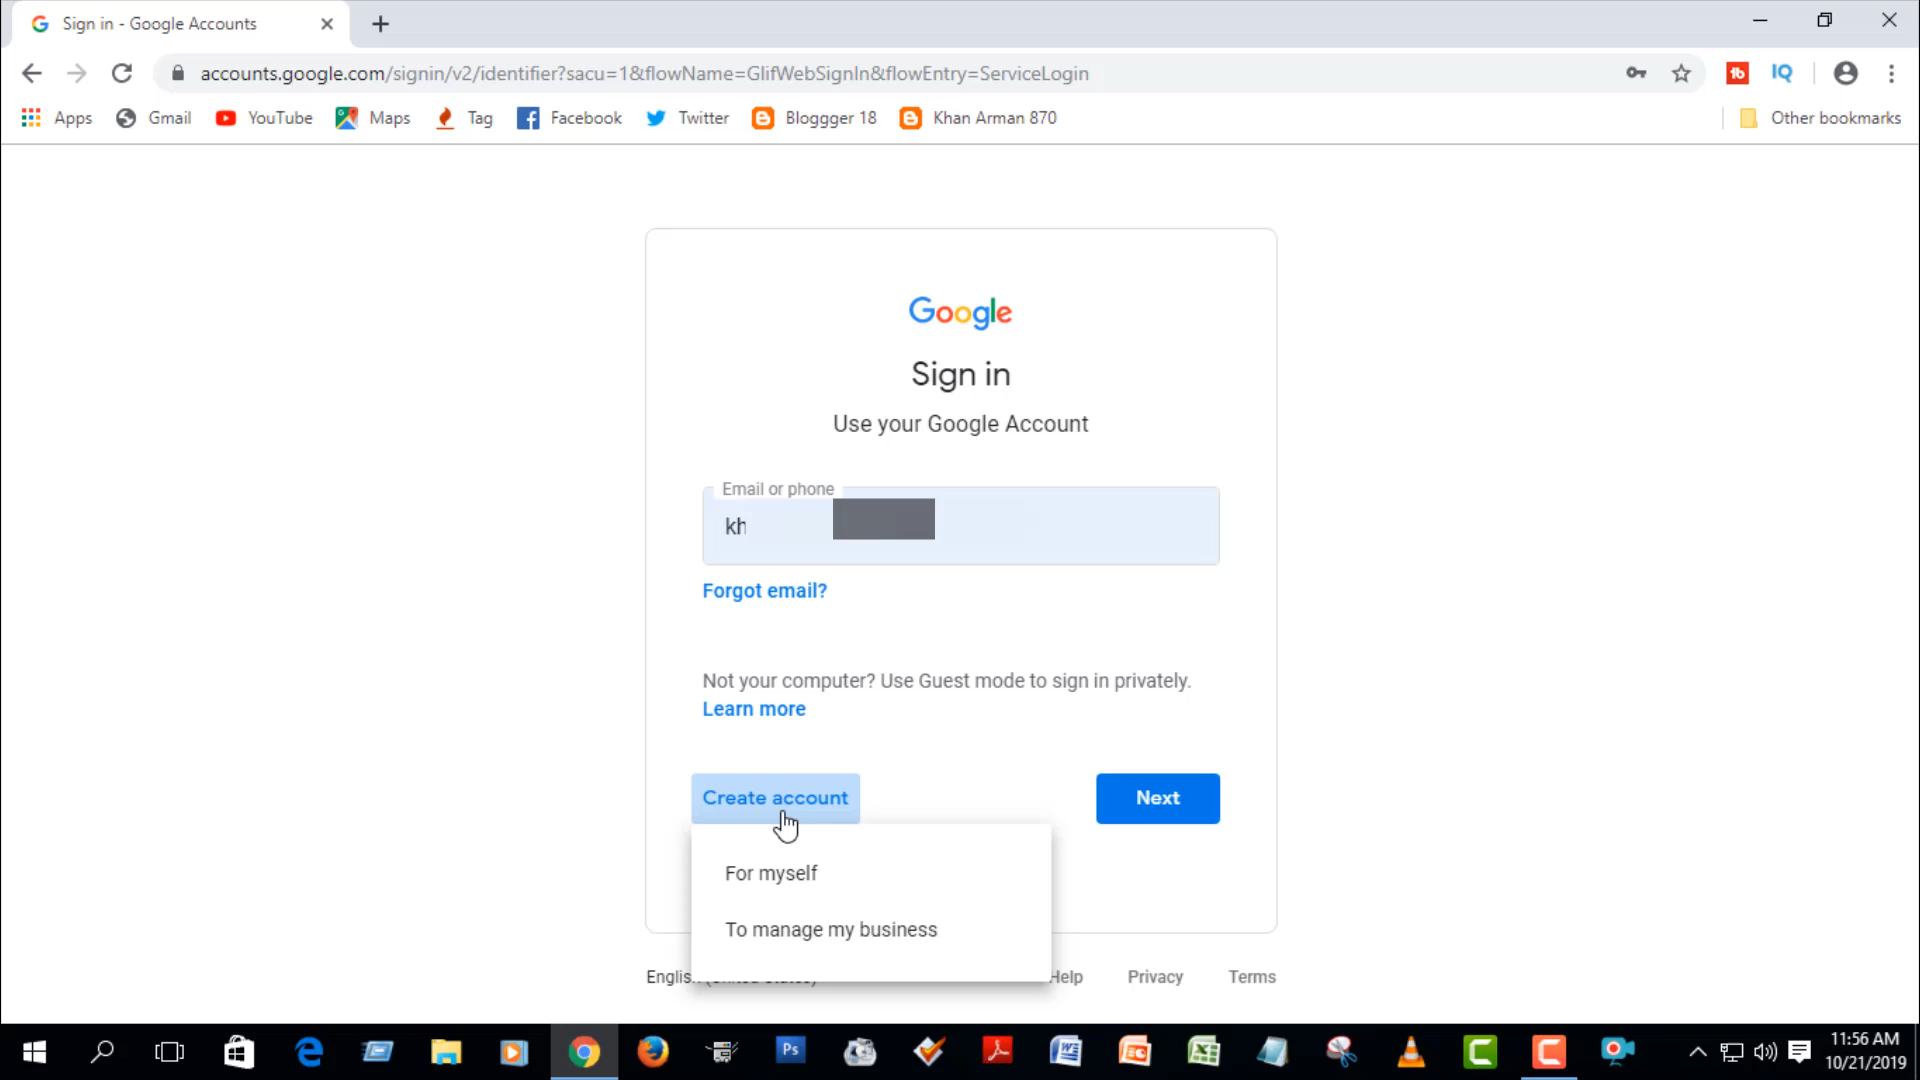 Sign in - Google Accounts
accounts.google.com/signin/v2/identifier?sacu=1&flowName=GlifWebSignIn&flowEntry=ServiceLogin
Apps Gmail YouTube Maps Tag Facebook Twitter Bloggger 18 Khan Arman 870 Other bookmarks
Google
Sign in
Use your Google Account
Email or phone
kh
Forgot email?
Not your computer? Use Guest mode to sign in privately.
Learn more
Create account Next
For myself
To manage my business
Help Privacy Terms
11:56 AM
10/21/2019